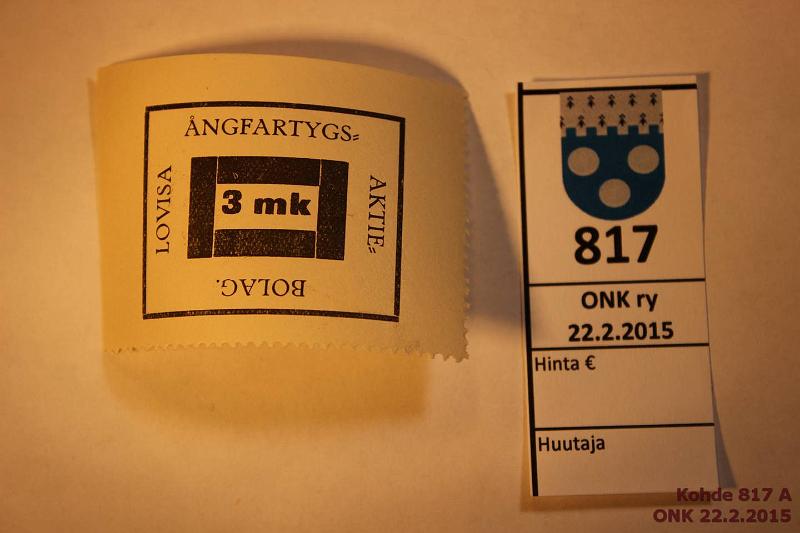 LOVISA
ÅNGFARTYGS=
AKTIE=
BOLAG.
3 mk
817
ONK ry
22.2.2015
Hinta €
Huutaja
Kohde 817 A
ONK 22.2.2015